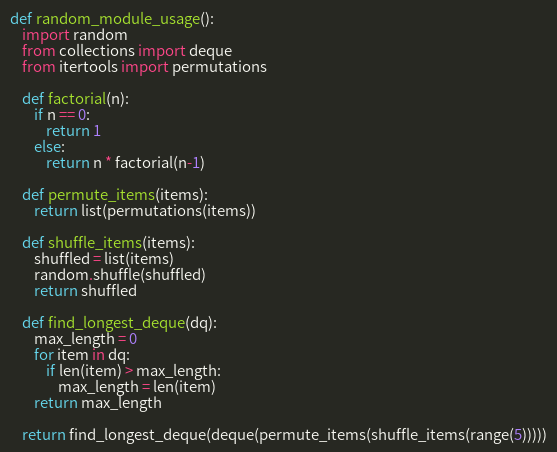 def random_module_usage():
    import random
    from collections import deque
    from itertools import permutations

    def factorial(n):
        if n == 0:
            return 1
        else:
            return n * factorial(n-1)

    def permute_items(items):
        return list(permutations(items))

    def shuffle_items(items):
        shuffled = list(items)
        random.shuffle(shuffled)
        return shuffled

    def find_longest_deque(dq):
        max_length = 0
        for item in dq:
            if len(item) > max_length:
                max_length = len(item)
        return max_length

    return find_longest_deque(deque(permute_items(shuffle_items(range(5)))))